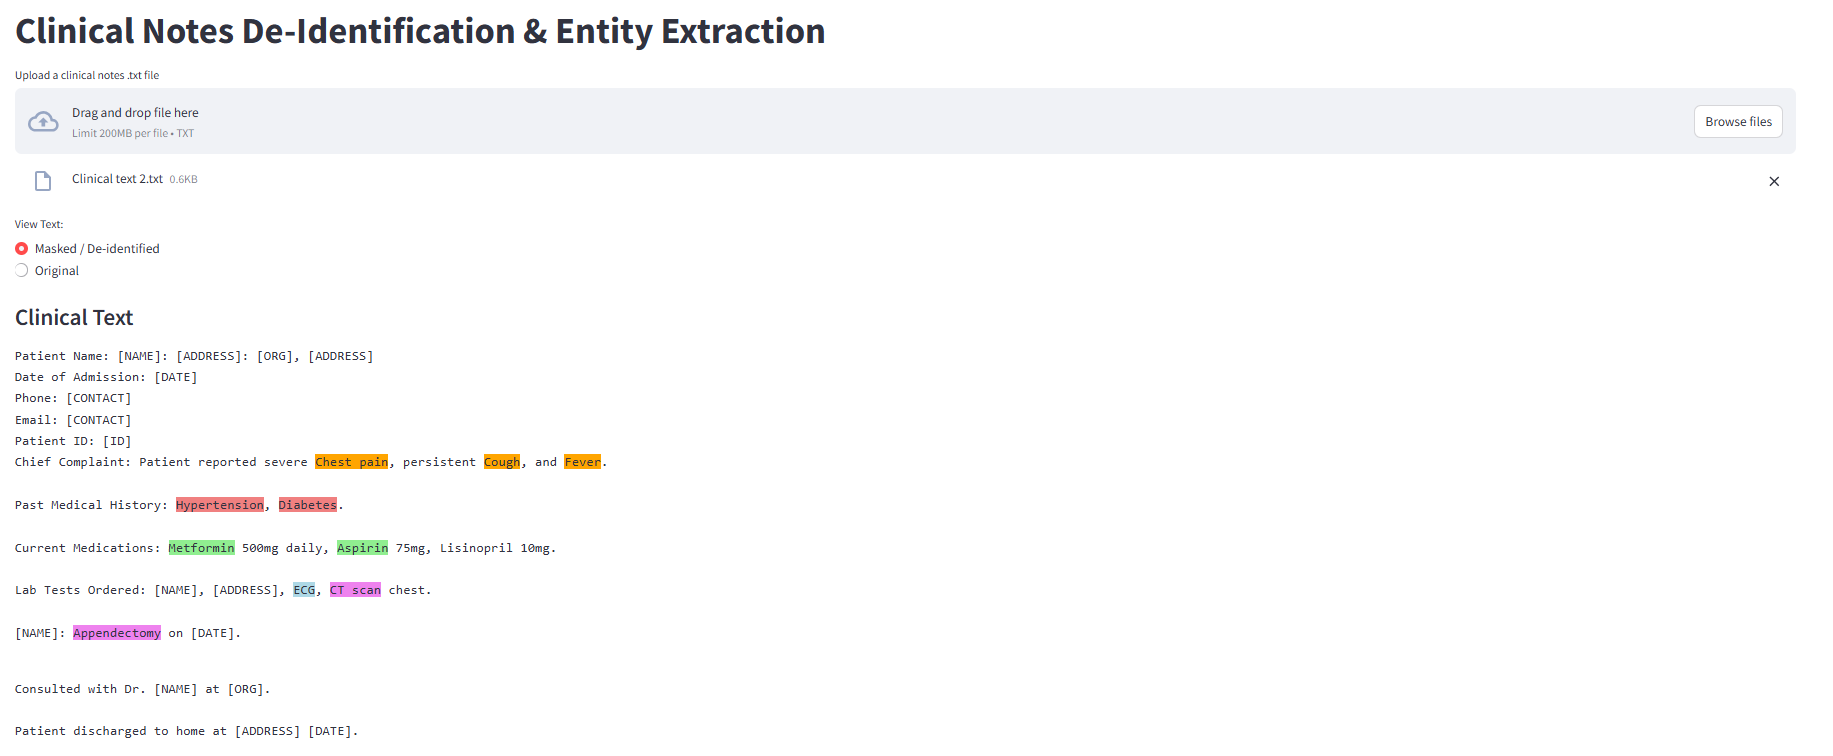 Clinical Notes De-Identification & Entity Extraction
Upload a clinical notes .txt file
Drag and drop file here
Limit 200MB per file • TXT
Browse files
Clinical text 2.txt 0.6KB
View Text:
Masked / De-identified
Original
Clinical Text
Patient Name: [NAME]: [ADDRESS]: [ORG], [ADDRESS]
Date of Admission: [DATE]
Phone: [CONTACT]
Email: [CONTACT]
Patient ID: [ID]
Chief Complaint: Patient reported severe Chest pain, persistent Cough, and Fever.
Past Medical History: Hypertension, Diabetes.
Current Medications: Metformin 500mg daily, Aspirin 75mg, Lisinopril 10mg.
Lab Tests Ordered: [NAME], [ADDRESS], ECG, CT scan chest.
[NAME]: Appendectomy on [DATE].
Consulted with Dr. [NAME] at [ORG].
Patient discharged to home at [ADDRESS] [DATE].